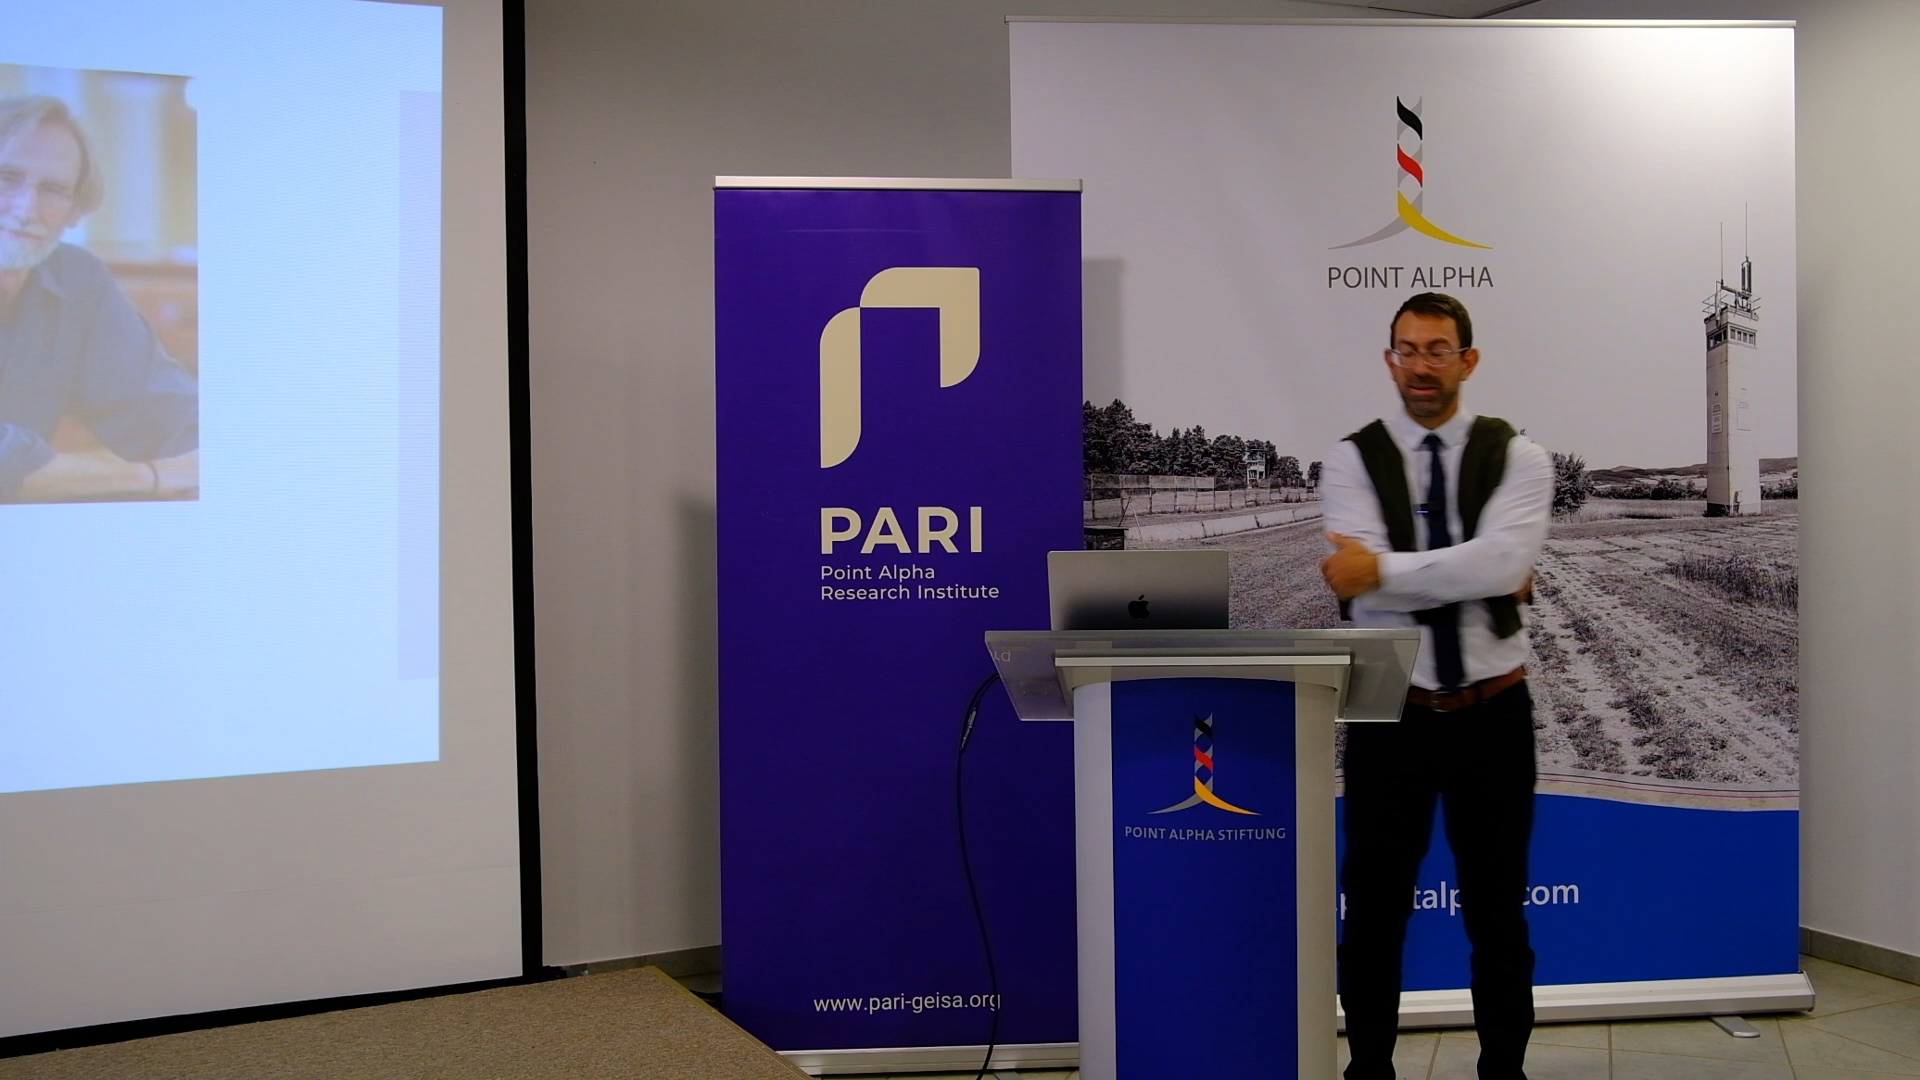 POINT ALPHA
PARI
Point Alpha
Research Institute
POINT ALPHA STIFTUNG
www.pari-geisa.org